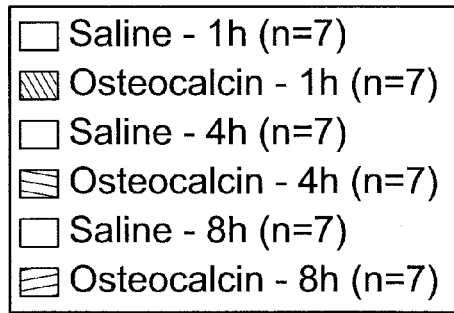 Saline - 1h (n=7)
Osteocalcin - 1h (n=7)
Saline - 4h (n=7)
Osteocalcin - 4h (n=7)
Saline - 8h (n=7)
Osteocalcin - 8h (n=7)